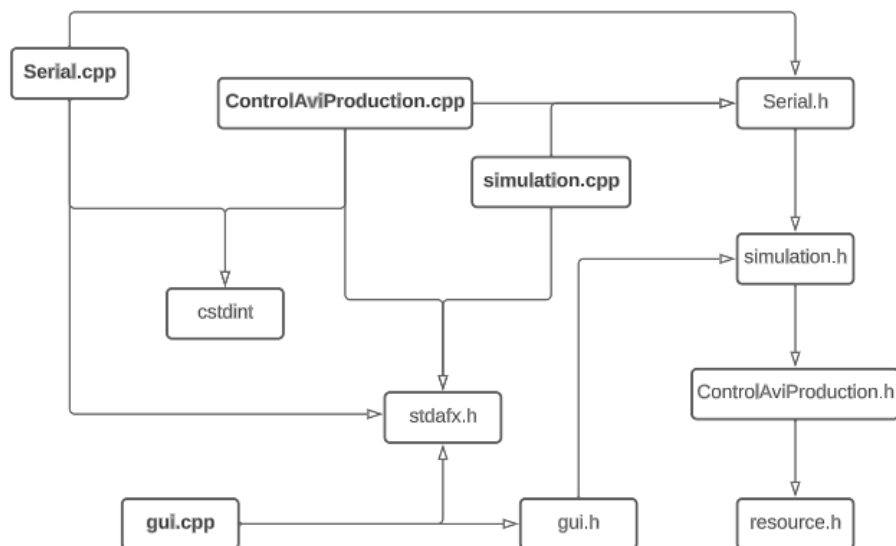 Serial.cpp
ControlAviProduction.cpp
Serial.h
simulation.cpp
simulation.h
cstdint
ControlAviProduction.h
stdafx.h
gui.cpp
gui.h
resource.h